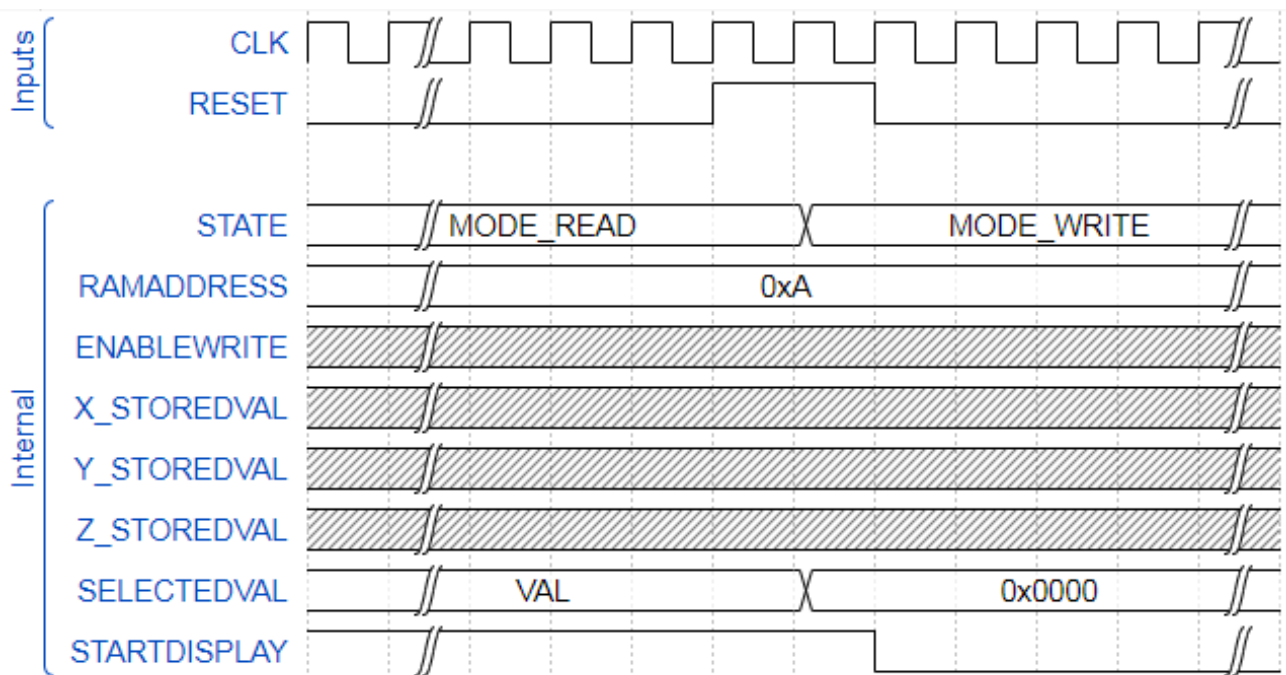 Inputs
CLK
RESET
Internal
STATE MODE_READ MODE_WRITE
RAMADDRESS 0xA
ENABLEWRITE
X_STOREDVAL
Y_STOREDVAL
Z_STOREDVAL
SELECTEDVAL VAL 0x0000
STARTDISPLAY